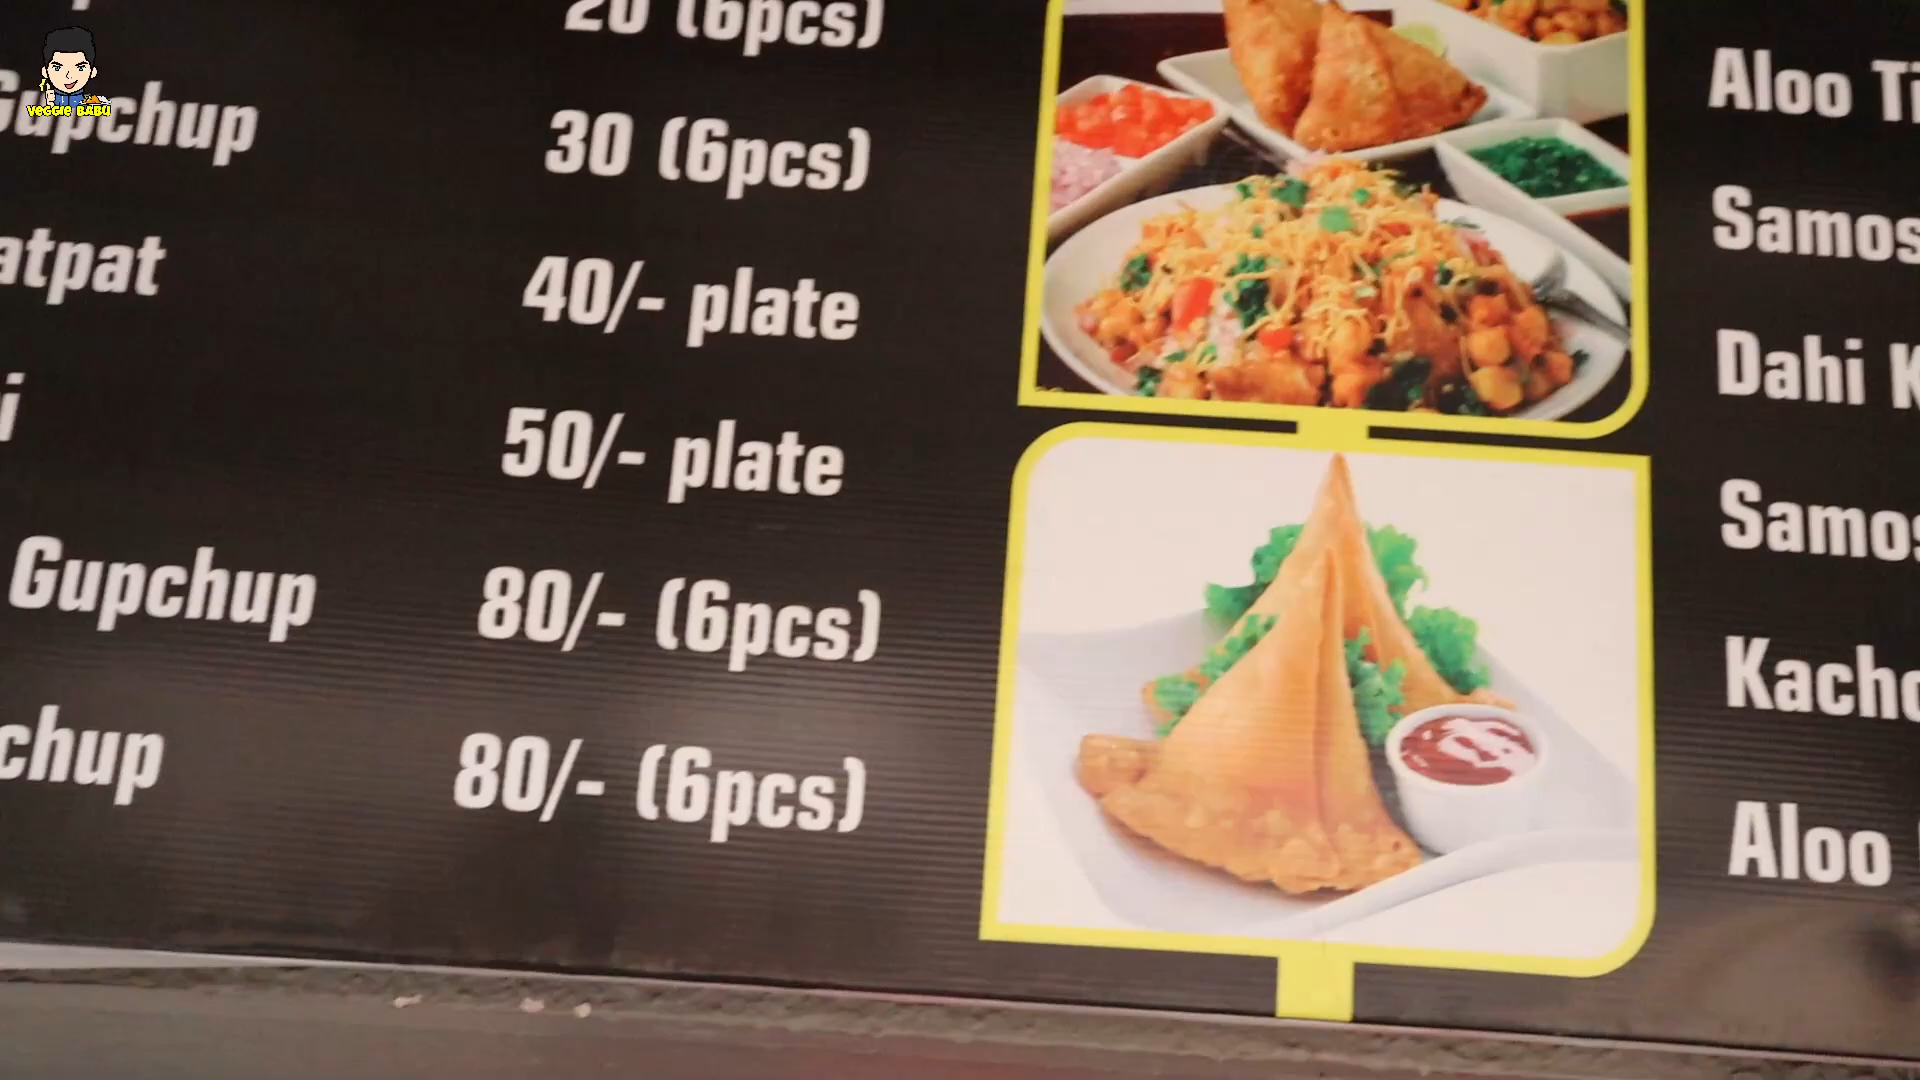 VEGGIE BABU
20 (6pcs)
Gupchup 30 (6pcs)
atpat 40/- plate
i 50/- plate
Gupchup 80/- (6pcs)
chup 80/- (6pcs)
Aloo Ti
Samos
Dahi K
Samos
Kacho
Aloo